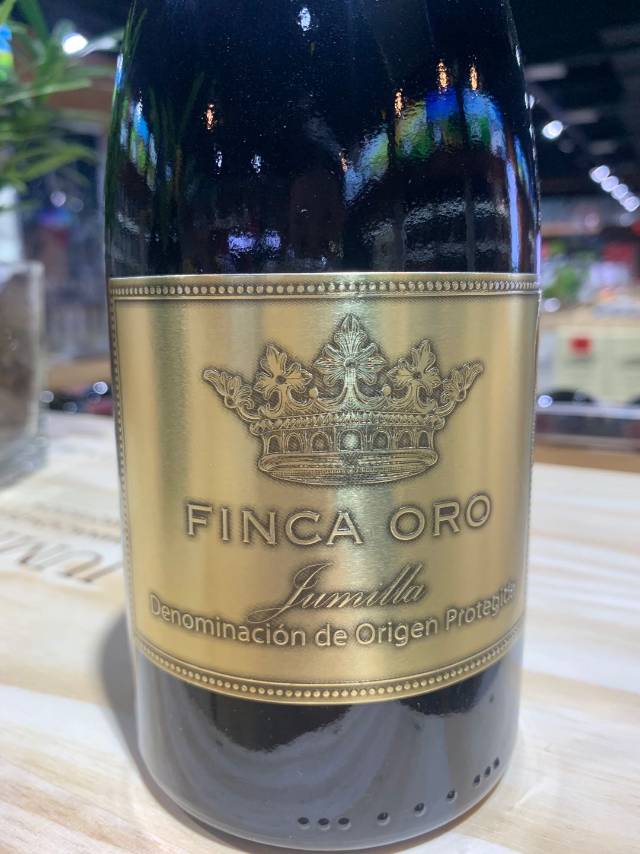 FINCA ORO
Jumilla
Denominación de Origen Protegida